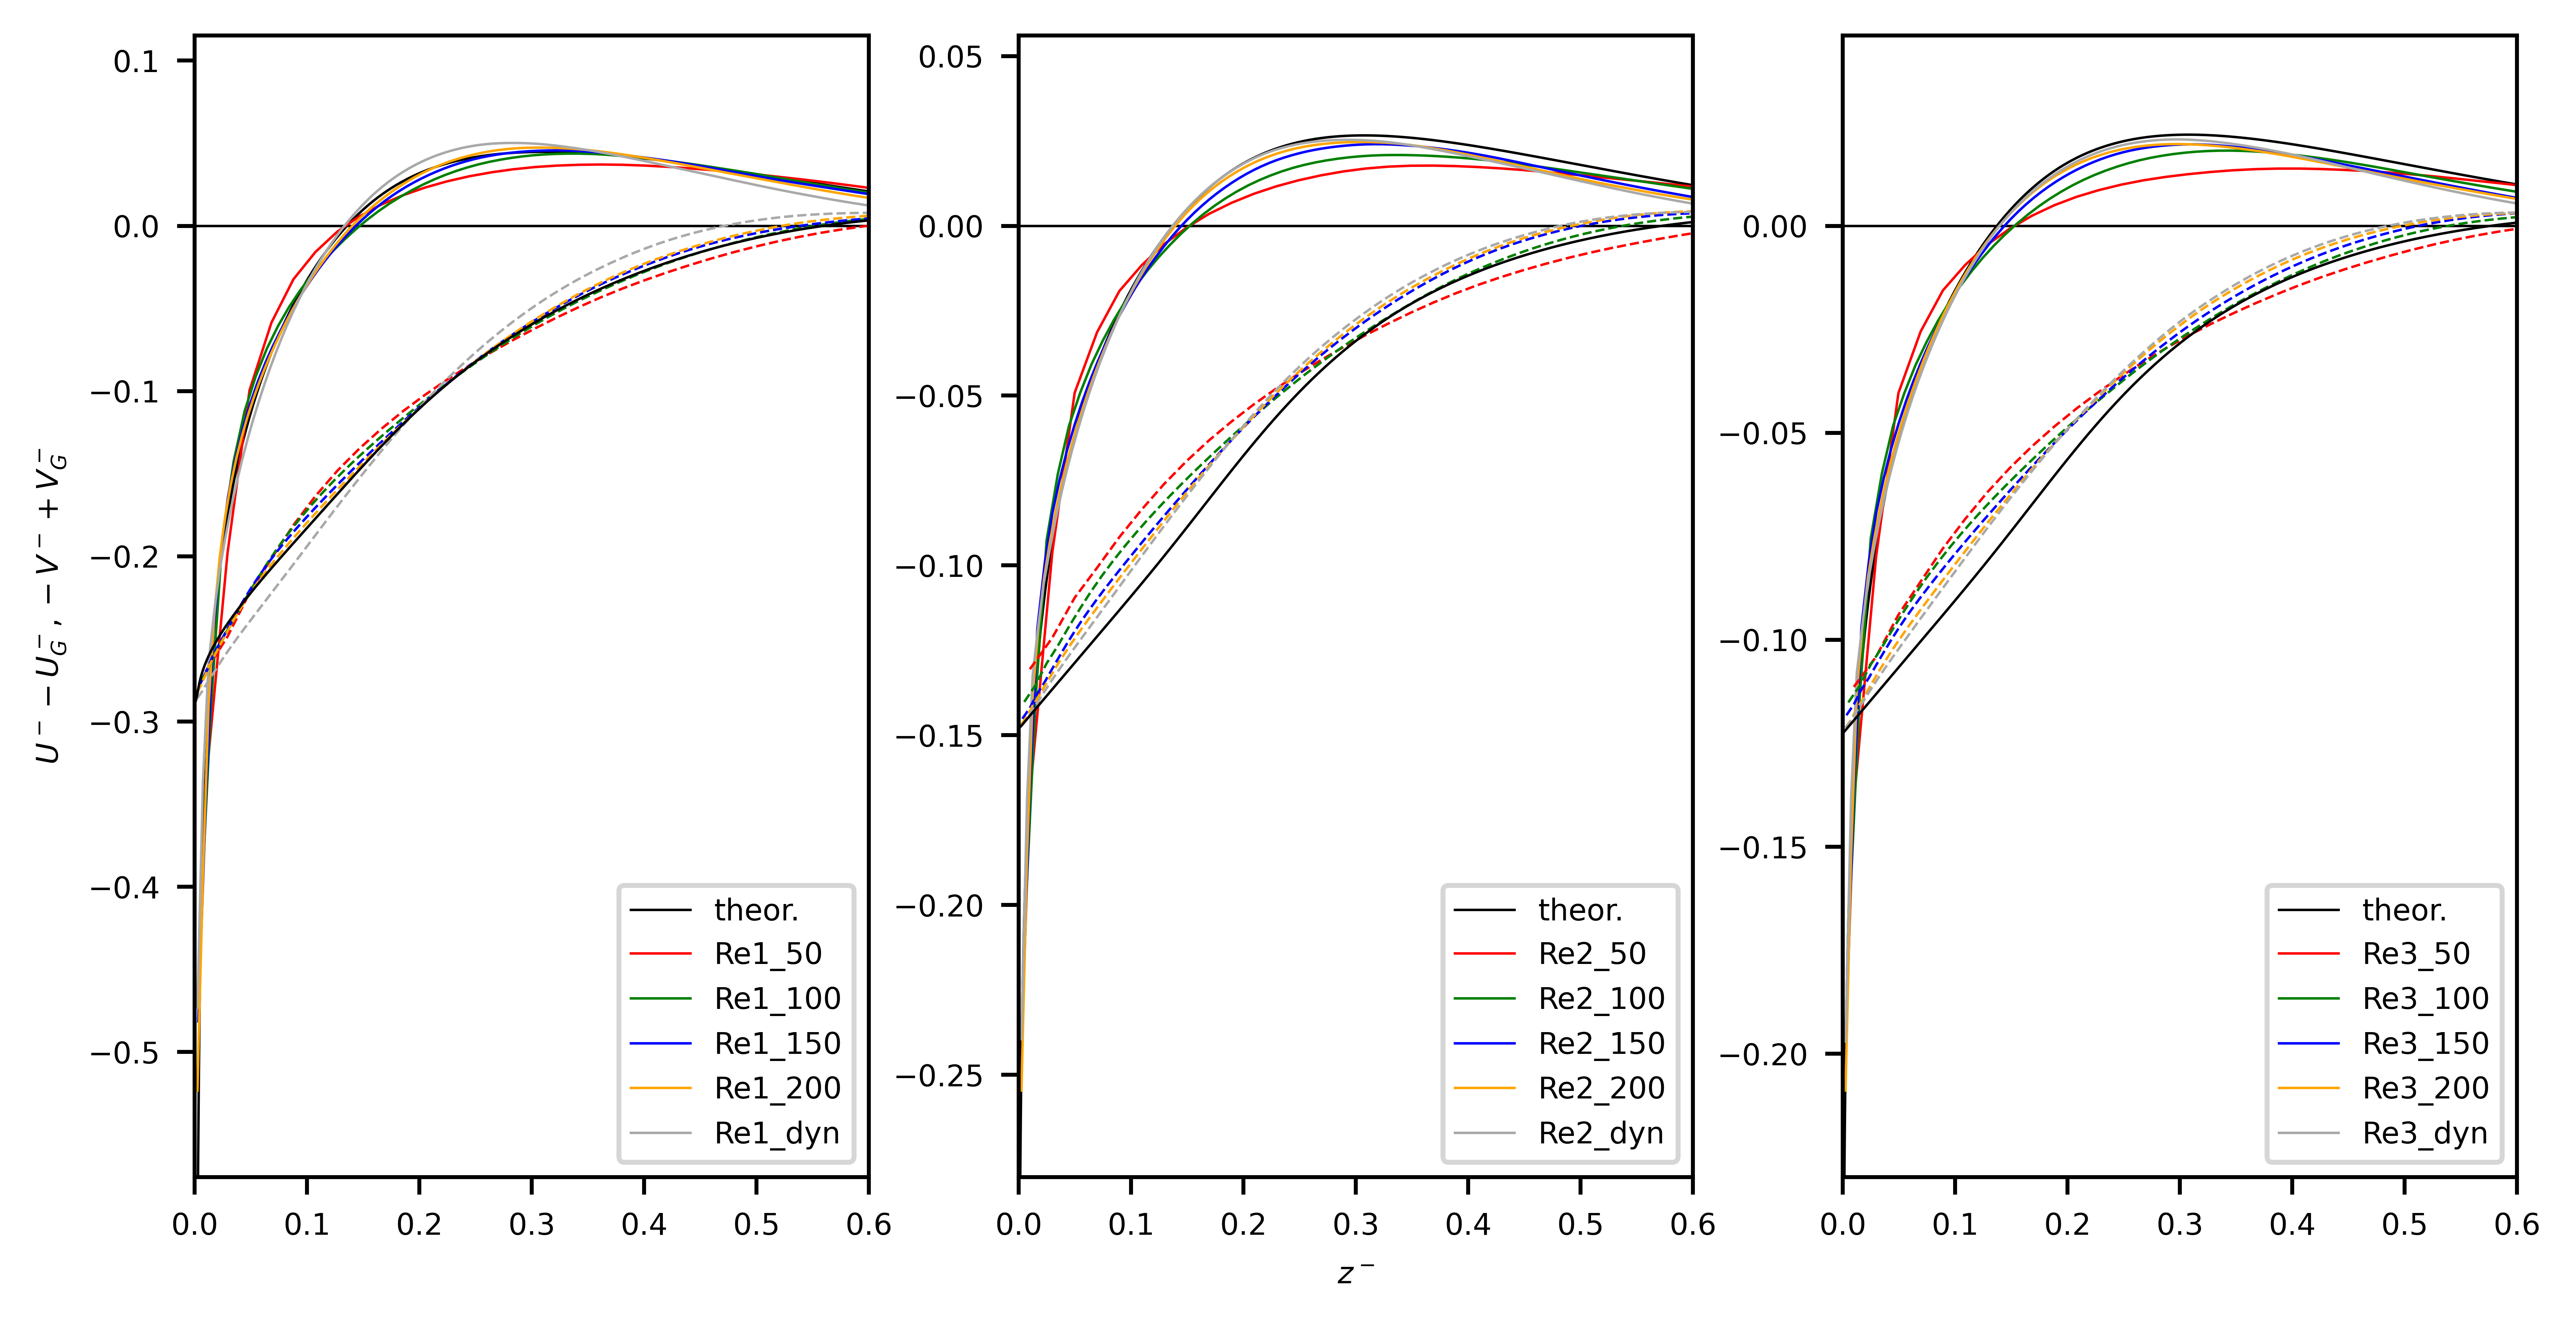 U⁻ − U_G⁻, − V⁻ + V_G⁻
0.1
0.0
−0.1
−0.2
−0.3
−0.4
−0.5
0.0 0.1 0.2 0.3 0.4 0.5 0.6
theor.
Re1_50
Re1_100
Re1_150
Re1_200
Re1_dyn
0.05
0.00
−0.05
−0.10
−0.15
−0.20
−0.25
0.0 0.1 0.2 0.3 0.4 0.5 0.6
theor.
Re2_50
Re2_100
Re2_150
Re2_200
Re2_dyn
z⁻
0.00
−0.05
−0.10
−0.15
−0.20
0.0 0.1 0.2 0.3 0.4 0.5 0.6
theor.
Re3_50
Re3_100
Re3_150
Re3_200
Re3_dyn